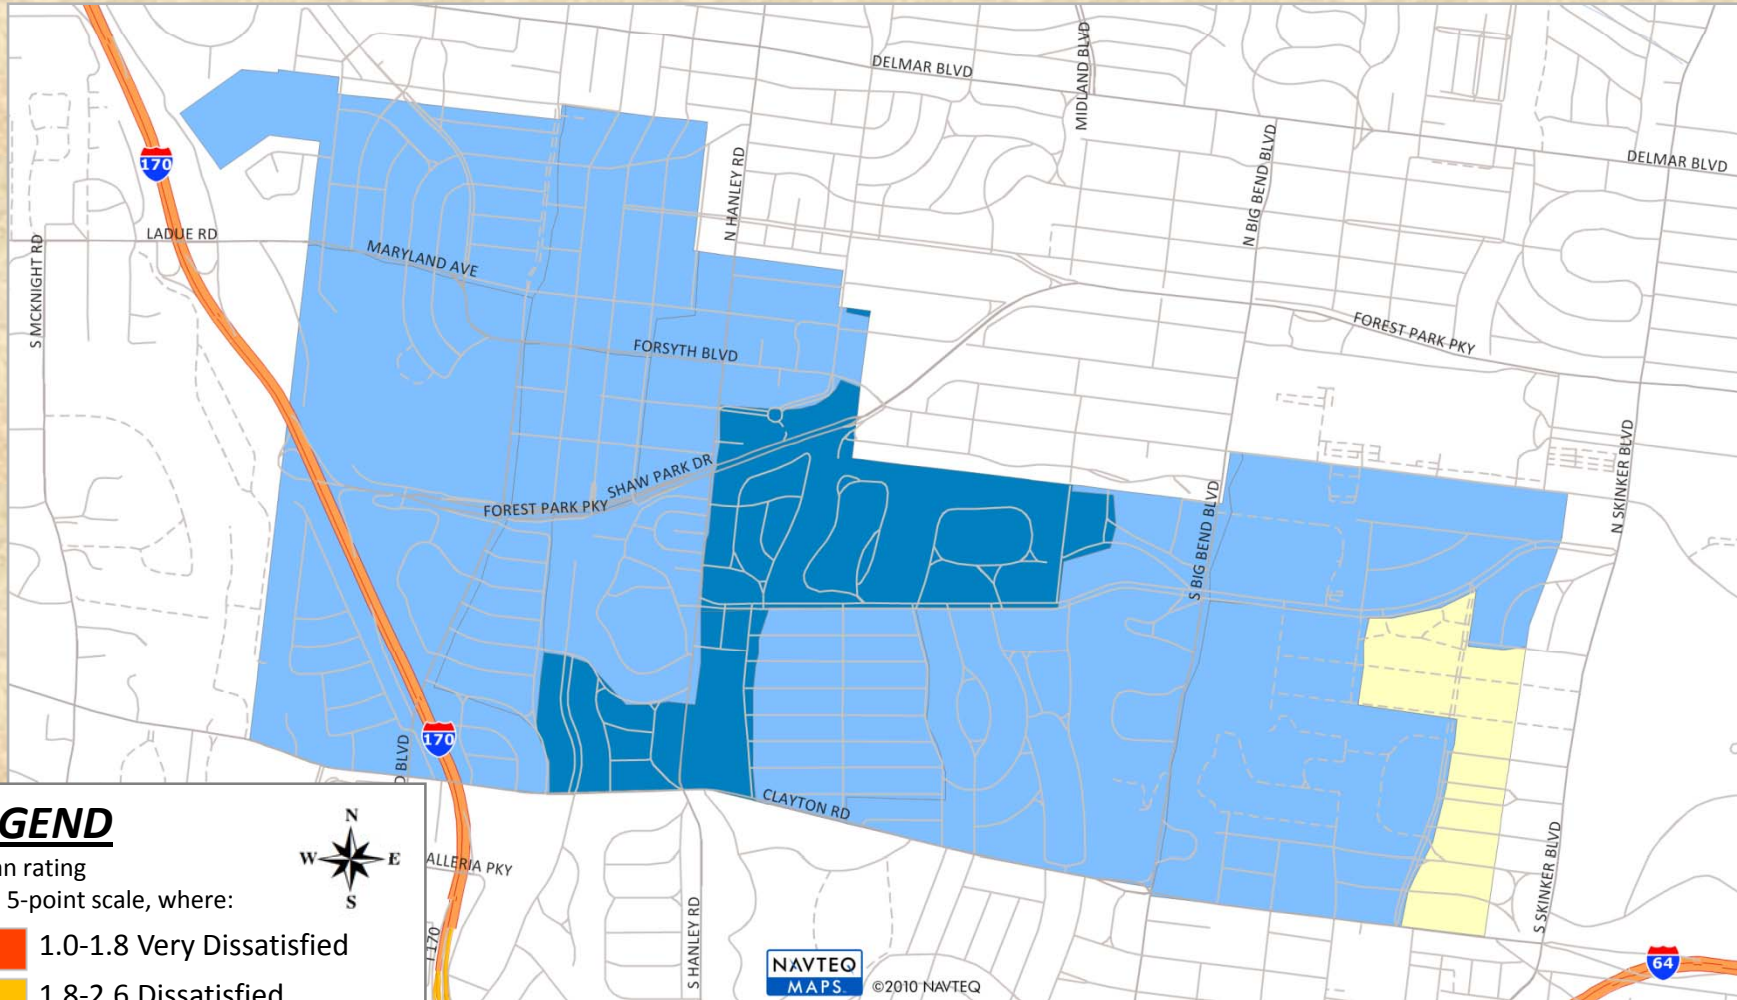 DELMAR BLVD
MIDLAND BLVD
DELMAR BLVD
170
N HANLEY RD
N BIG BEND BLVD
LADUE RD
S MCKNIGHT RD
MARYLAND AVE
FORSYTH BLVD
FOREST PARK PKY
SHAW PARK DR
FOREST PARK PKY
N SKINKER BLVD
S BIG BEND BLVD
170
D BLVD
CLAYTON RD
GEND
N
W E
S
an rating
5-point scale, where:
1.0-1.8 Very Dissatisfied
1.8-2.6 Dissatisfied
ALLERIA PKY
I 170
S HANLEY RD
S SKINKER BLVD
NAVTEQ
MAPS
©2010 NAVTEQ
64